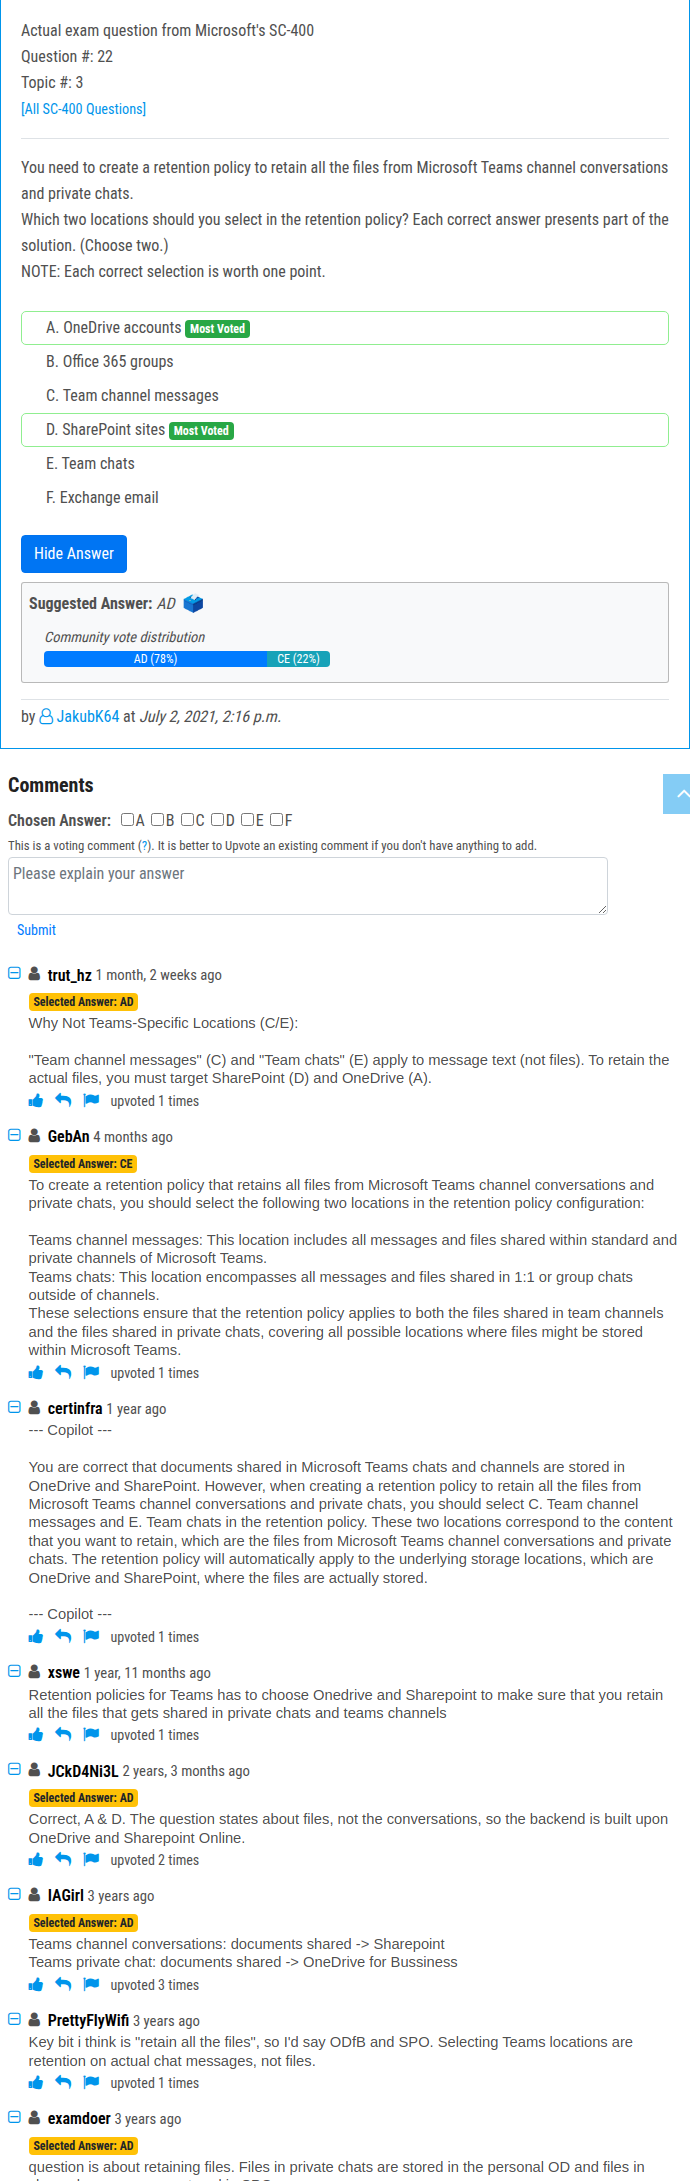 Actual exam question from Microsoft's SC-400
Question #: 22
Topic #: 3
[All SC-400 Questions]
You need to create a retention policy to retain all the files from Microsoft Teams channel conversations
and private chats.
Which two locations should you select in the retention policy? Each correct answer presents part of the
solution. (Choose two.)
NOTE: Each correct selection is worth one point.
A. OneDrive accounts Most Voted
B. Office 365 groups
C. Team channel messages
D. SharePoint sites Most Voted
E. Team chats
F. Exchange email
Hide Answer
Suggested Answer: AD
Community vote distribution
AD (78%) CE (22%)
by JakubK64 at July 2, 2021, 2:16 p.m.
Comments
Chosen Answer: A B C D E F
This is a voting comment (?). It is better to Upvote an existing comment if you don't have anything to add.
Please explain your answer
Submit
trut_hz 1 month, 2 weeks ago
Selected Answer: AD
Why Not Teams-Specific Locations (C/E):
"Team channel messages" (C) and "Team chats" (E) apply to message text (not files). To retain the
actual files, you must target SharePoint (D) and OneDrive (A).
upvoted 1 times
GebAn 4 months ago
Selected Answer: CE
To create a retention policy that retains all files from Microsoft Teams channel conversations and
private chats, you should select the following two locations in the retention policy configuration:
Teams channel messages: This location includes all messages and files shared within standard and
private channels of Microsoft Teams.
Teams chats: This location encompasses all messages and files shared in 1:1 or group chats
outside of channels.
These selections ensure that the retention policy applies to both the files shared in team channels
and the files shared in private chats, covering all possible locations where files might be stored
within Microsoft Teams.
upvoted 1 times
certinfra 1 year ago
--- Copilot ---
You are correct that documents shared in Microsoft Teams chats and channels are stored in
OneDrive and SharePoint. However, when creating a retention policy to retain all the files from
Microsoft Teams channel conversations and private chats, you should select C. Team channel
messages and E. Team chats in the retention policy. These two locations correspond to the content
that you want to retain, which are the files from Microsoft Teams channel conversations and private
chats. The retention policy will automatically apply to the underlying storage locations, which are
OneDrive and SharePoint, where the files are actually stored.
--- Copilot ---
upvoted 1 times
xswe 1 year, 11 months ago
Retention policies for Teams has to choose Onedrive and Sharepoint to make sure that you retain
all the files that gets shared in private chats and teams channels
upvoted 1 times
JCkD4Ni3L 2 years, 3 months ago
Selected Answer: AD
Correct, A & D. The question states about files, not the conversations, so the backend is built upon
OneDrive and Sharepoint Online.
upvoted 2 times
IAGirl 3 years ago
Selected Answer: AD
Teams channel conversations: documents shared -> Sharepoint
Teams private chat: documents shared -> OneDrive for Bussiness
upvoted 3 times
PrettyFlyWifi 3 years ago
Key bit i think is "retain all the files", so I'd say ODfB and SPO. Selecting Teams locations are
retention on actual chat messages, not files.
upvoted 1 times
examdoer 3 years ago
Selected Answer: AD
question is about retaining files. Files in private chats are stored in the personal OD and files in